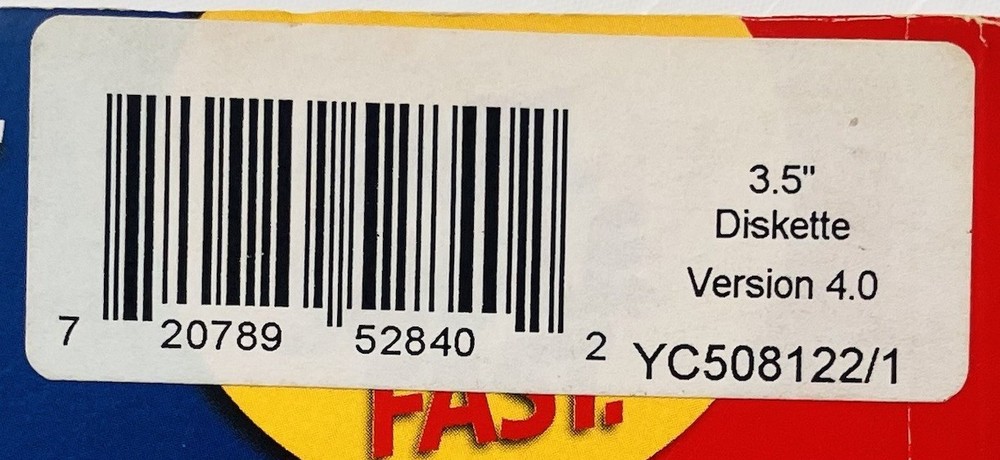 3.5"
Diskette
Version 4.0
7 20789 52840 2
YC508122/1
FAST!